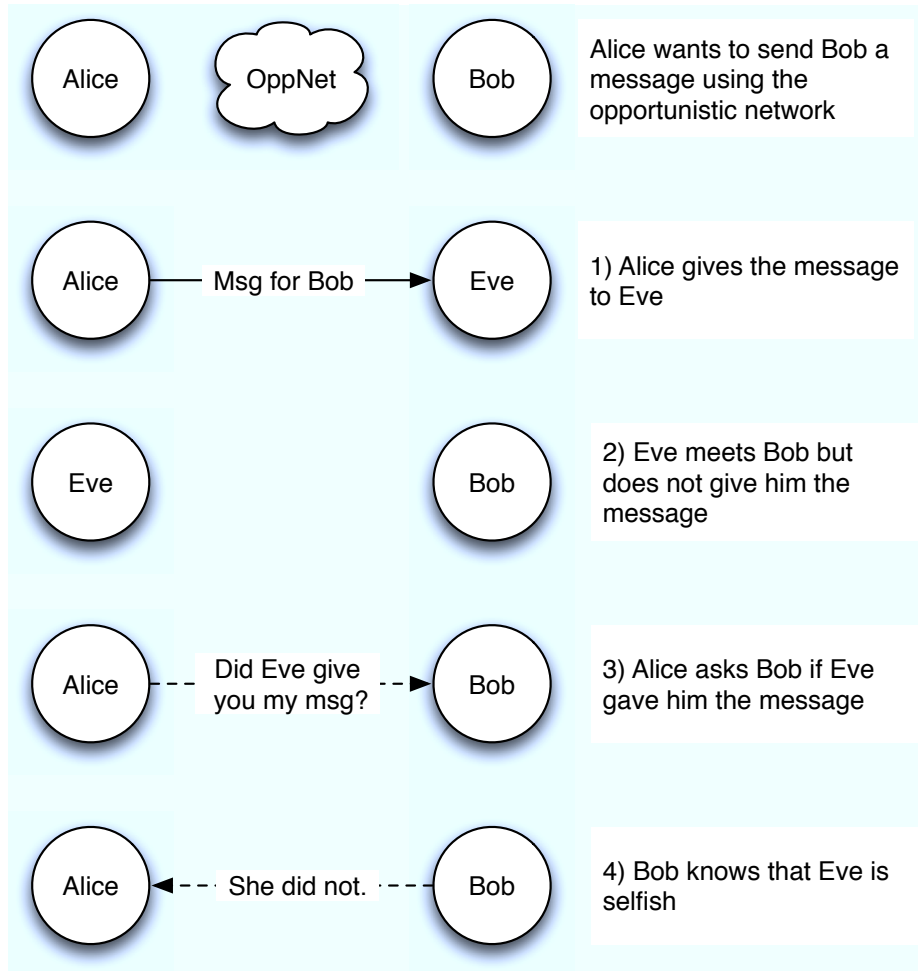 Alice
OppNet
Bob
Alice wants to send Bob a
message using the
opportunistic network
Alice
Msg for Bob
Eve
1) Alice gives the message
to Eve
Eve
Bob
2) Eve meets Bob but
does not give him the
message
Alice
Did Eve give
you my msg?
Bob
3) Alice asks Bob if Eve
gave him the message
Alice
She did not.
Bob
4) Bob knows that Eve is
selfish